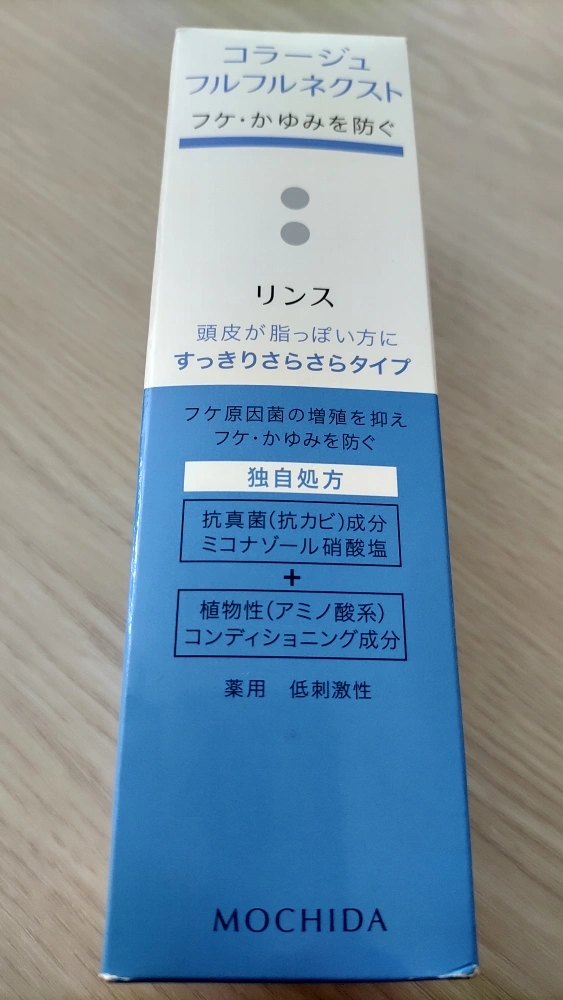 コラージュ
フルフルネクスト
フケ・かゆみを防ぐ
リンス
頭皮が脂っぽい方に
すっきりさらさらタイプ
フケ原因菌の増殖を抑え
フケ・かゆみを防ぐ
独自処方
抗真菌(抗カビ)成分
ミコナゾール硝酸塩
+
植物性(アミノ酸系)
コンディショニング成分
薬用 低刺激性
MOCHIDA